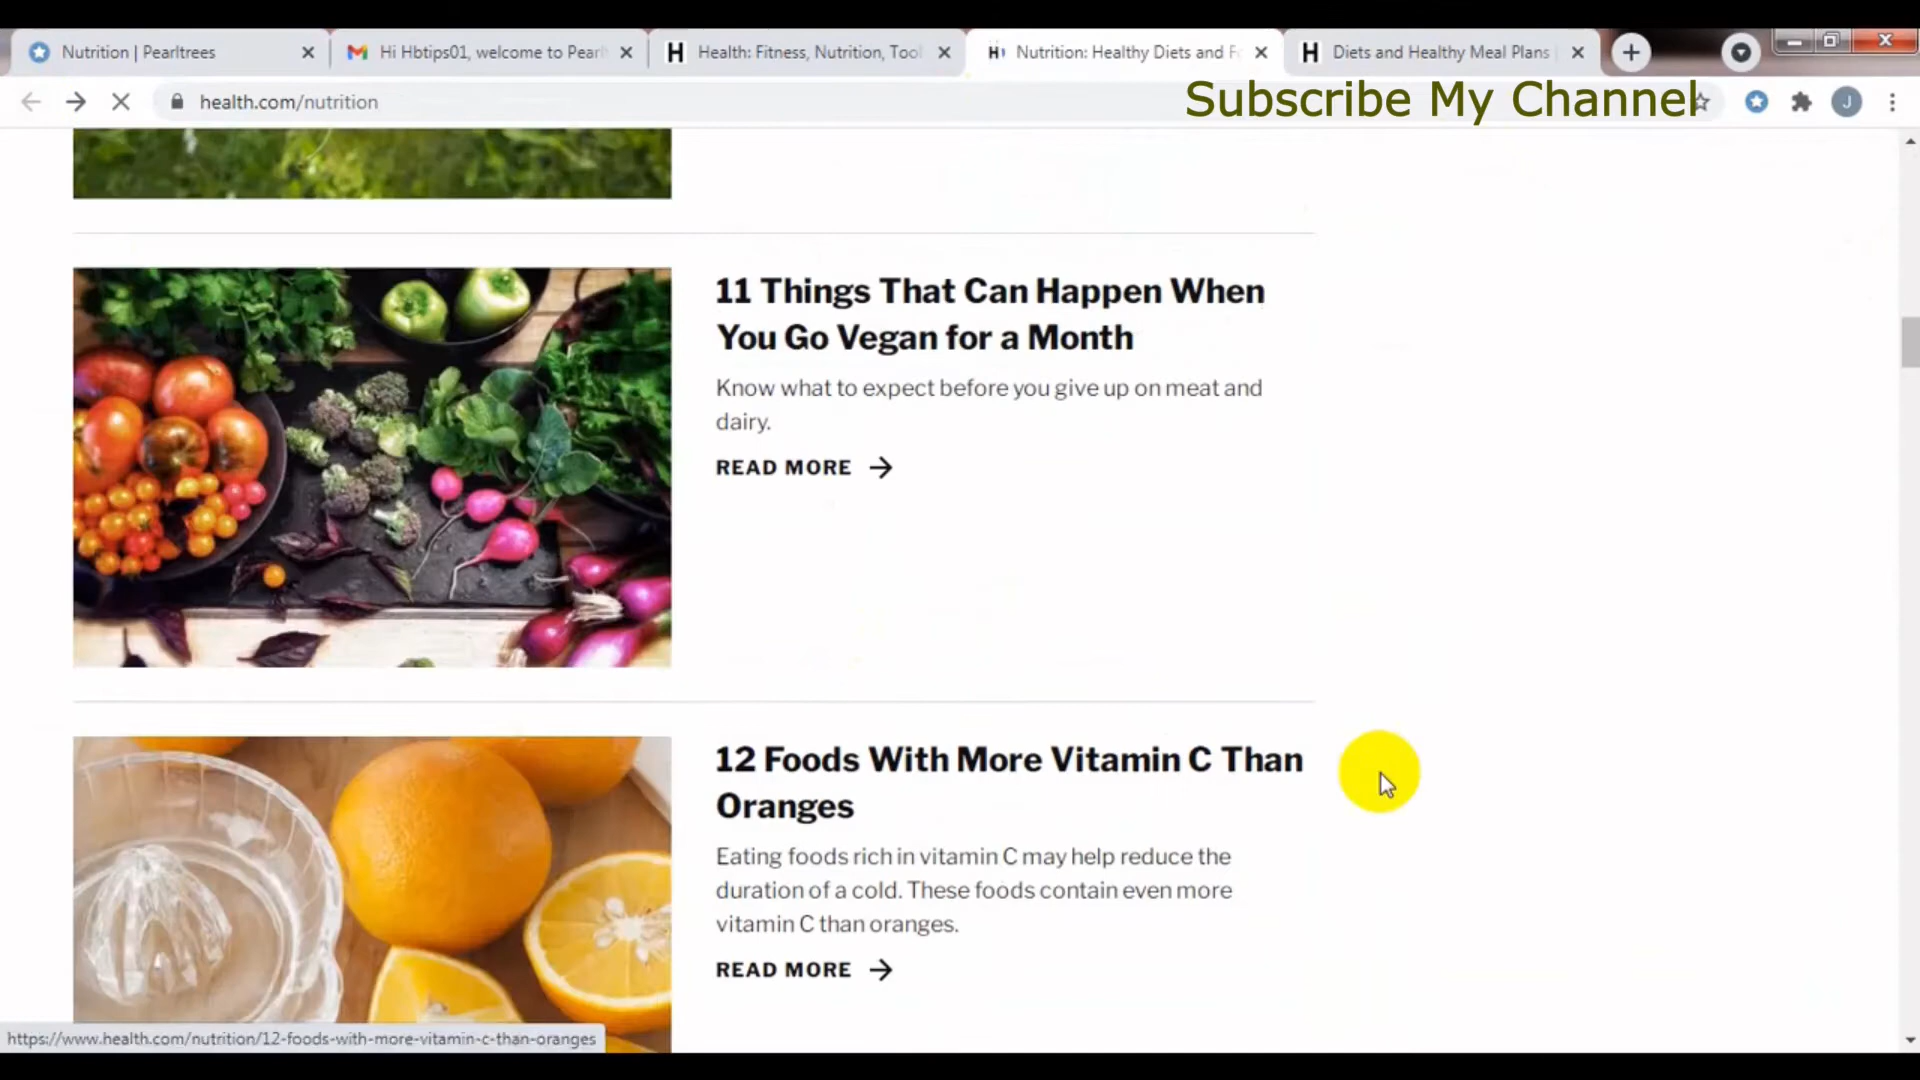 Nutrition | Pearltrees
Hi Hbtips01, welcome to Pearl
Health: Fitness, Nutrition, Tool
Nutrition: Healthy Diets and Fo
Diets and Healthy Meal Plans
health.com/nutrition
Subscribe My Channel
J
11 Things That Can Happen When
You Go Vegan for a Month
Know what to expect before you give up on meat and
dairy.
READ MORE
12 Foods With More Vitamin C Than
Oranges
Eating foods rich in vitamin C may help reduce the
duration of a cold. These foods contain even more
vitamin C than oranges.
READ MORE
https://www.health.com/nutrition/12-foods-with-more-vitamin-c-than-oranges